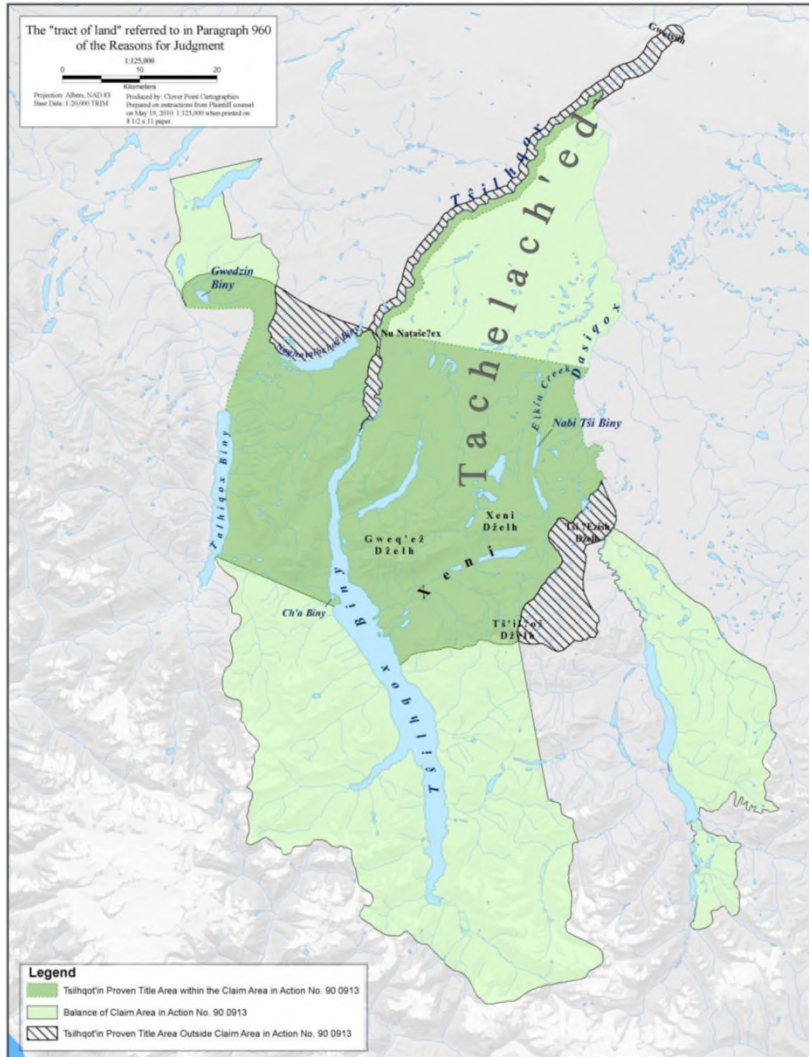 The "tract of land" referred to in Paragraph 960
of the Reasons for Judgment
1:125,000
0 10 20
Kilometers
Projection: Albers, NAD 83
Base Data: 1:20,000 TRIM
Produced by: Clover Point Cartographics
Prepared on instructions from Plaintiff counsel
on May 19, 2010. 1:125,000 when printed on
8 1/2 x 11 paper.
Tŝilhqox
Tachelach'ed
Gwedzin
Biny
Nu Nataše?ex
Dasiqox
Elkin Creek
Nabi Tŝi Biny
Talhiqox Biny
Xeni
Dželh
Gweq'ež
Dželh
Xeni
Ch'a Biny
Dželh
Dželh
Tŝilhqox Biny
Legend
Tsilhqot'in Proven Title Area within the Claim Area in Action No. 90 0913
Balance of Claim Area in Action No. 90 0913
Tsilhqot'in Proven Title Area Outside Claim Area in Action No. 90 0913